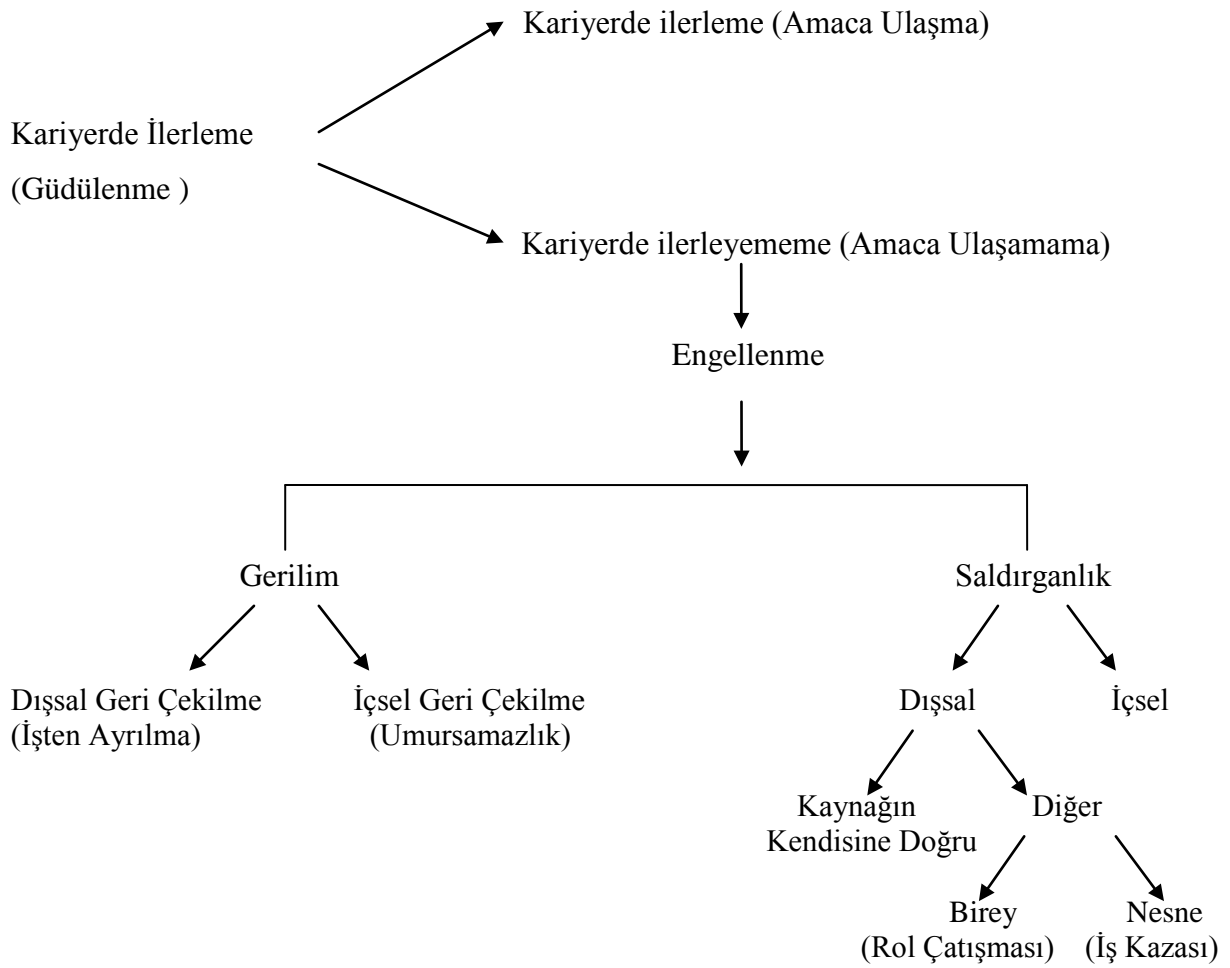 Kariyerde ilerleme (Amaca Ulaşma)
Kariyerde İlerleme
(Güdülenme )
Kariyerde ilerleyememe (Amaca Ulaşamama)
Engellenme
Gerilim
Saldırganlık
Dışsal Geri Çekilme
(İşten Ayrılma)
İçsel Geri Çekilme
(Umursamazlık)
Dışsal
İçsel
Kaynağın
Kendisine Doğru
Diğer
Birey
(Rol Çatışması)
Nesne
(İş Kazası)